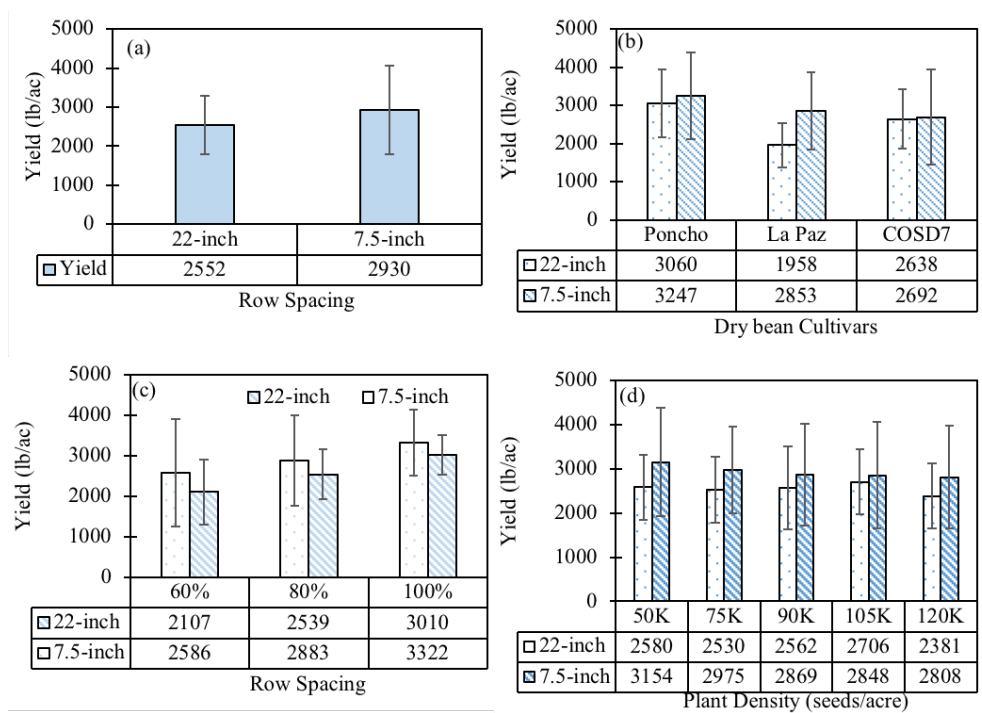 (a)
5000
4000
3000
2000
1000
0
Yield (lb/ac)
22-inch 7.5-inch
Yield 2552 2930
Row Spacing
(b)
5000
4000
3000
2000
1000
0
Yield (lb/ac)
Poncho La Paz COSD7
22-inch 3060 1958 2638
7.5-inch 3247 2853 2692
Dry bean Cultivars
(c)
22-inch 7.5-inch
5000
4000
3000
2000
1000
0
Yield (lb/ac)
60% 80% 100%
22-inch 2107 2539 3010
7.5-inch 2586 2883 3322
Row Spacing
(d)
5000
4000
3000
2000
1000
0
Yield (lb/ac)
50K 75K 90K 105K 120K
22-inch 2580 2530 2562 2706 2381
7.5-inch 3154 2975 2869 2848 2808
Plant Density (seeds/acre)